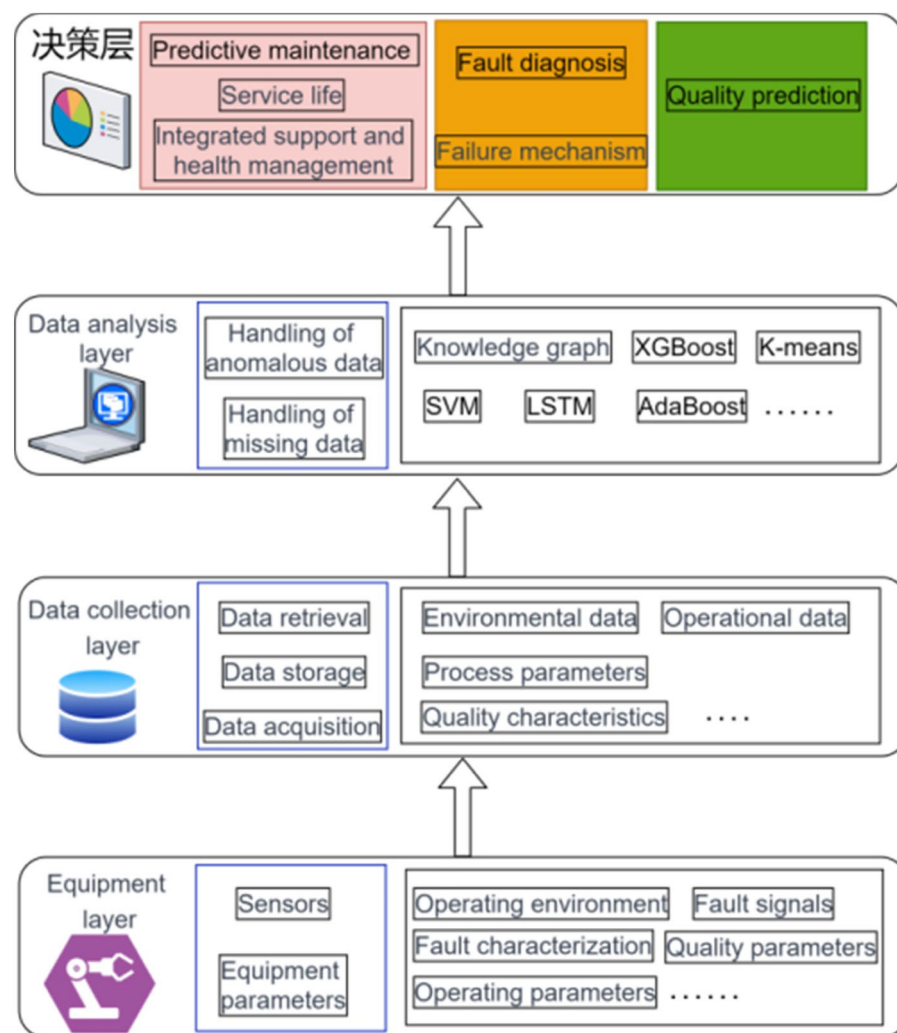 决策层
Predictive maintenance
Service life
Integrated support and
health management
Fault diagnosis
Failure mechanism
Quality prediction
Data analysis
layer
Handling of
anomalous data
Handling of
missing data
Knowledge graph
XGBoost
K-means
SVM
LSTM
AdaBoost
......
Data collection
layer
Data retrieval
Data storage
Data acquisition
Environmental data
Operational data
Process parameters
Quality characteristics
....
Equipment
layer
Sensors
Equipment
parameters
Operating environment
Fault signals
Fault characterization
Quality parameters
Operating parameters
......